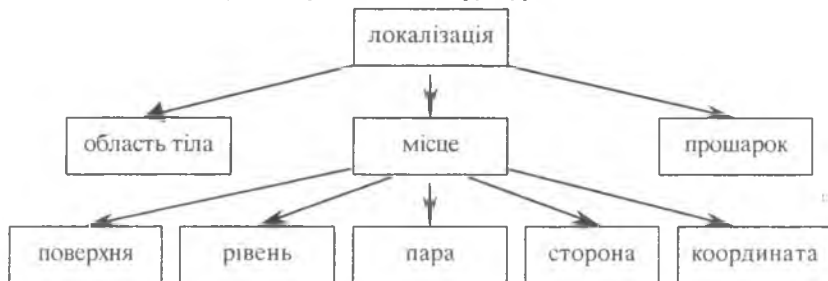 локалізація
область тіла місце прошарок
поверхня рівень пара сторона координата